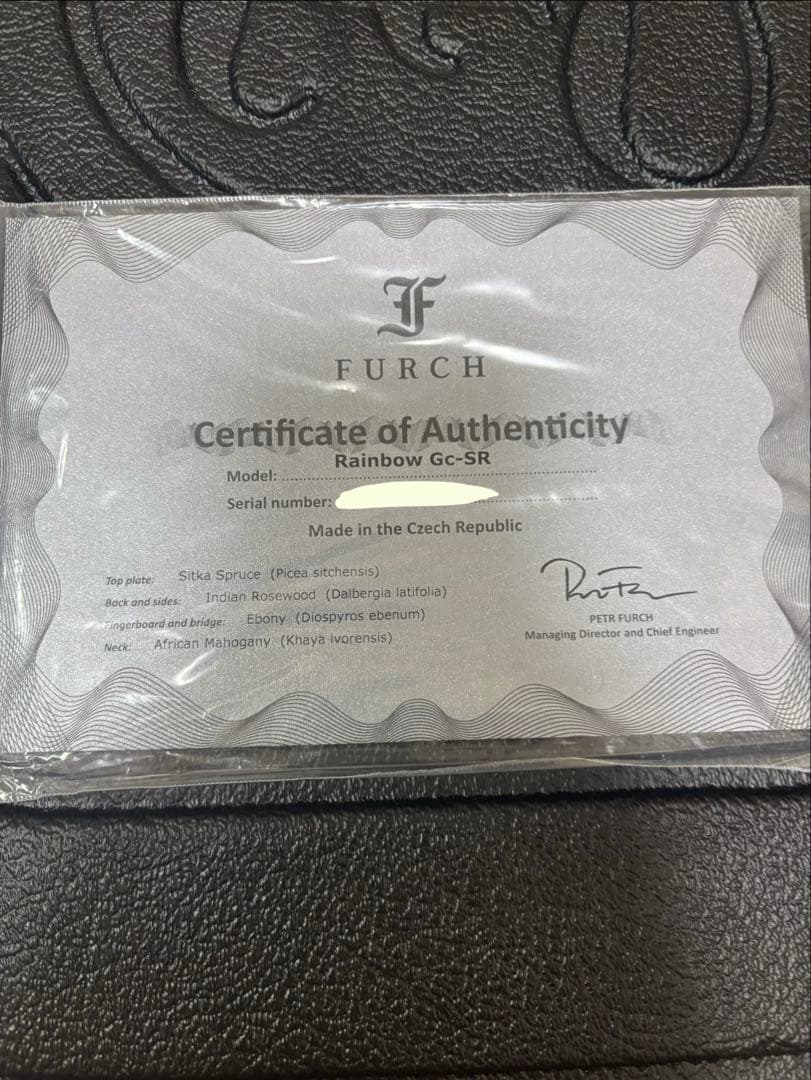 F
FURCH
Certificate of Authenticity
Rainbow Gc-SR
Model:
Serial number:
Made in the Czech Republic
Top plate: Sitka Spruce (Picea sitchensis)
Back and sides: Indian Rosewood (Dalbergia latifolia)
Fingerboard and bridge: Ebony (Diospyros ebenum)
Neck: African Mahogany (Khaya ivorensis)
PETR FURCH
Managing Director and Chief Engineer